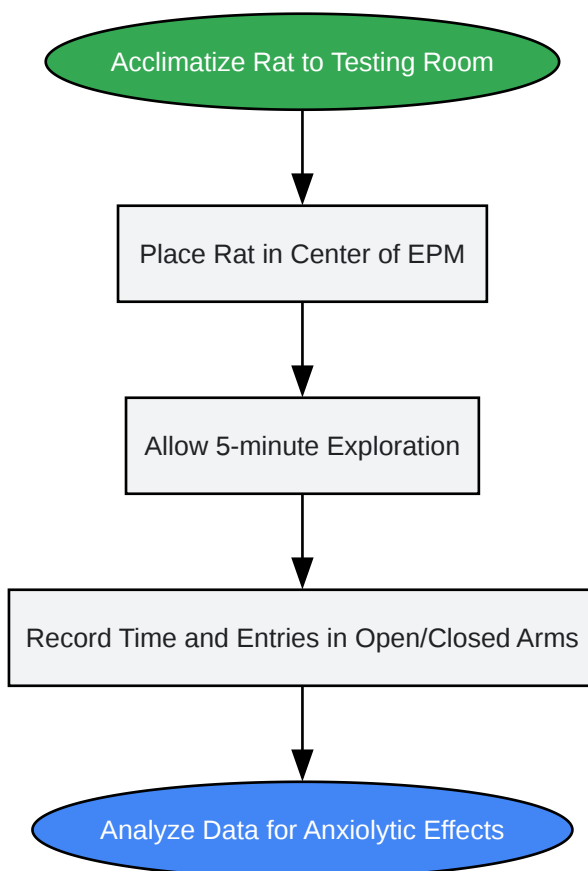 Acclimatize Rat to Testing Room
Place Rat in Center of EPM
Allow 5-minute Exploration
Record Time and Entries in Open/Closed Arms
Analyze Data for Anxiolytic Effects